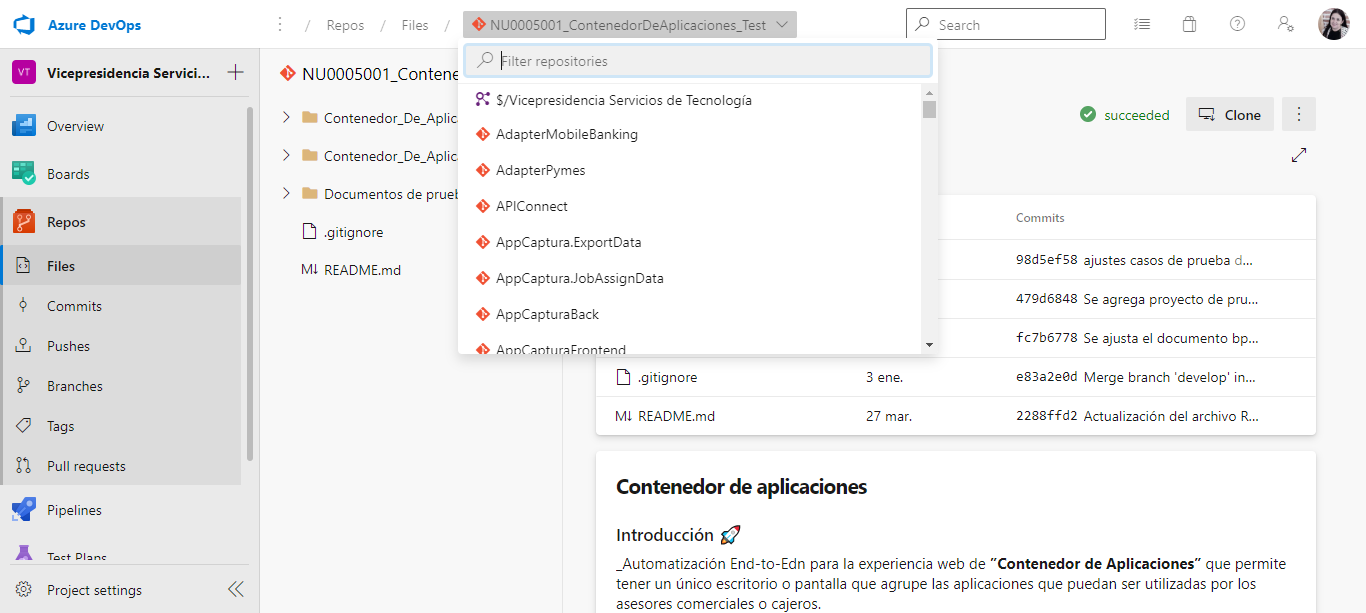 Azure DevOps
/ Repos / Files / NU0005001_ContenedorDeAplicaciones_Test
Search
VT Vicepresidencia Servici...
Overview
Boards
Repos
Files
Commits
Pushes
Branches
Tags
Pull requests
Pipelines
Test Plans
Project settings
NU0005001_Contene
Contenedor_De_Aplica
Contenedor_De_Aplica
Documentos de prueb
.gitignore
M↓ README.md
Filter repositories
$/Vicepresidencia Servicios de Tecnología
AdapterMobileBanking
AdapterPymes
APIConnect
AppCaptura.ExportData
AppCaptura.JobAssignData
AppCapturaBack
AppCapturaFrontend
succeeded
Clone
Commits
98d5ef58 ajustes casos de prueba d...
479d6848 Se agrega proyecto de pru...
fc7b6778 Se ajusta el documento bp...
.gitignore 3 ene. e83a2e0d Merge branch 'develop' in...
M↓ README.md 27 mar. 2288ffd2 Actualización del archivo R...
Contenedor de aplicaciones
Introducción 🚀
_Automatización End-to-Edn para la experiencia web de ”Contenedor de Aplicaciones” que permite
tener un único escritorio o pantalla que agrupe las aplicaciones que puedan ser utilizadas por los
asesores comerciales o cajeros.